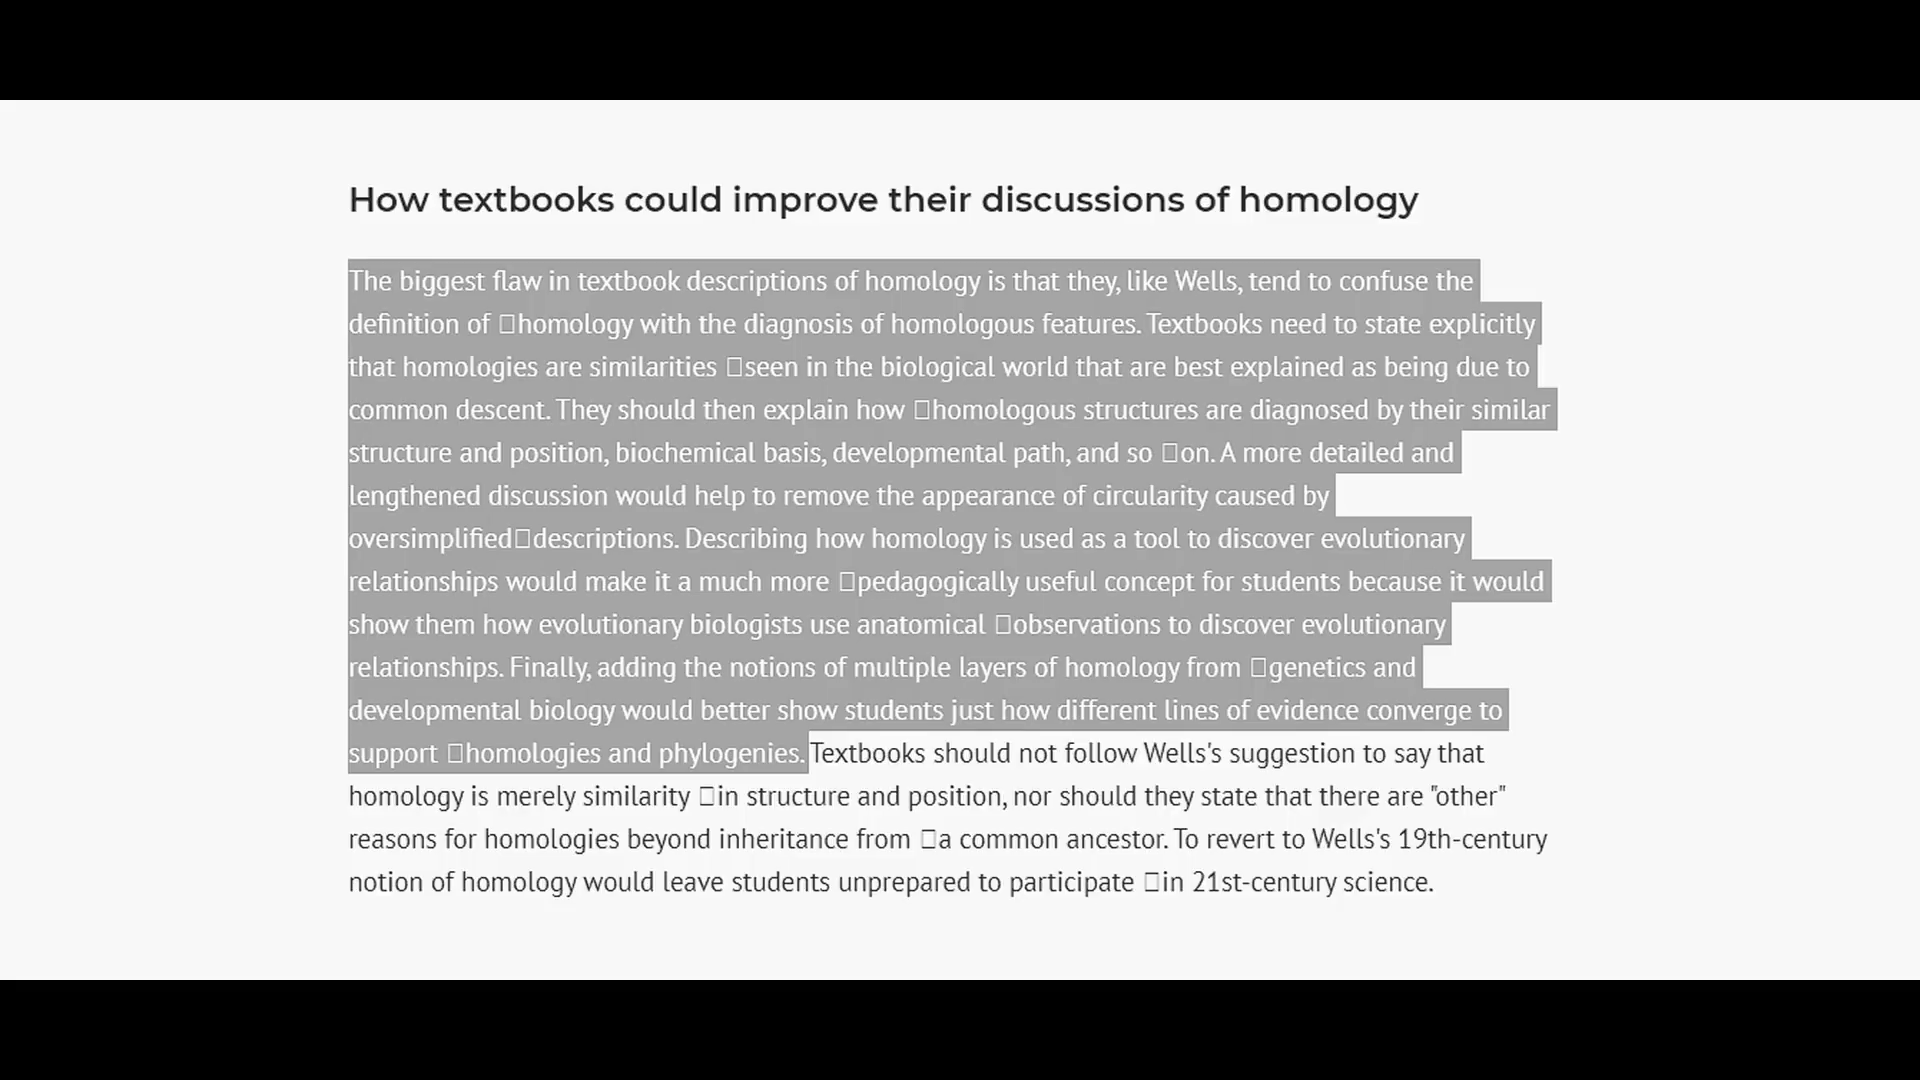 How textbooks could improve their discussions of homology
The biggest flaw in textbook descriptions of homology is that they, like Wells, tend to confuse the
definition of □homology with the diagnosis of homologous features. Textbooks need to state explicitly
that homologies are similarities □seen in the biological world that are best explained as being due to
common descent. They should then explain how □homologous structures are diagnosed by their similar
structure and position, biochemical basis, developmental path, and so □on. A more detailed and
lengthened discussion would help to remove the appearance of circularity caused by
oversimplified□descriptions. Describing how homology is used as a tool to discover evolutionary
relationships would make it a much more □pedagogically useful concept for students because it would
show them how evolutionary biologists use anatomical □observations to discover evolutionary
relationships. Finally, adding the notions of multiple layers of homology from □genetics and
developmental biology would better show students just how different lines of evidence converge to
support □homologies and phylogenies. Textbooks should not follow Wells's suggestion to say that
homology is merely similarity □in structure and position, nor should they state that there are "other"
reasons for homologies beyond inheritance from □a common ancestor. To revert to Wells's 19th-century
notion of homology would leave students unprepared to participate □in 21st-century science.